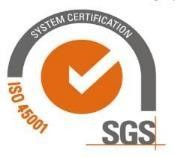 SYSTEM CERTIFICATION
ISO 45001
SGS